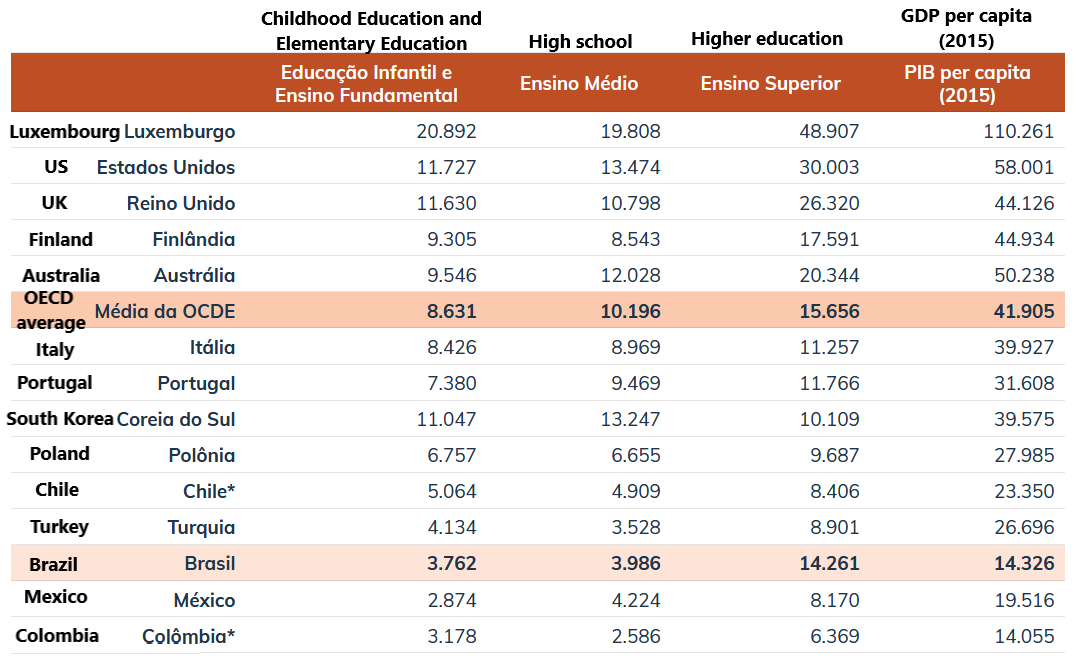 Childhood Education and
Elementary Education
High school
Higher education
GDP per capita
(2015)
Educação Infantil e
Ensino Fundamental
Ensino Médio
Ensino Superior
PIB per capita
(2015)
Luxembourg Luxemburgo 20.892 19.808 48.907 110.261
US Estados Unidos 11.727 13.474 30.003 58.001
UK Reino Unido 11.630 10.798 26.320 44.126
Finland Finlândia 9.305 8.543 17.591 44.934
Australia Austrália 9.546 12.028 20.344 50.238
OECD
average Média da OCDE 8.631 10.196 15.656 41.905
Italy Itália 8.426 8.969 11.257 39.927
Portugal Portugal 7.380 9.469 11.766 31.608
South Korea Coreia do Sul 11.047 13.247 10.109 39.575
Poland Polônia 6.757 6.655 9.687 27.985
Chile Chile* 5.064 4.909 8.406 23.350
Turkey Turquia 4.134 3.528 8.901 26.696
Brazil Brasil 3.762 3.986 14.261 14.326
Mexico México 2.874 4.224 8.170 19.516
Colombia Colômbia* 3.178 2.586 6.369 14.055